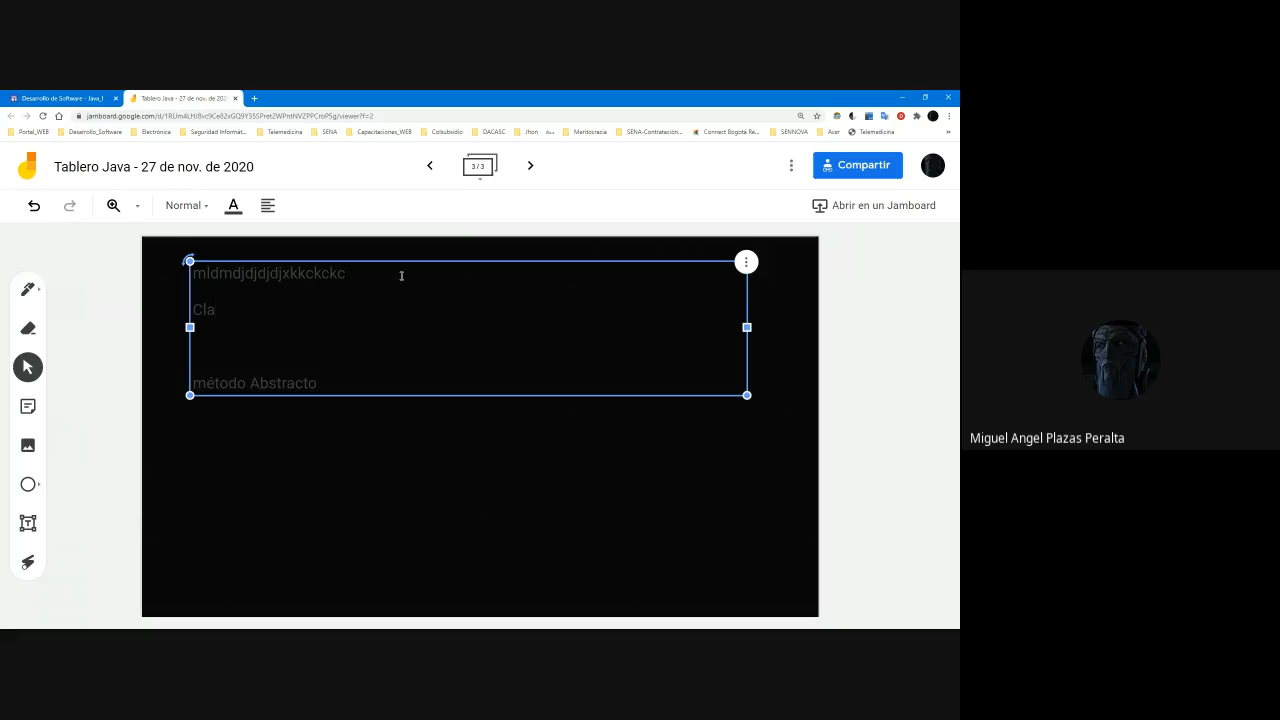 Desarrollo de Software - Java_I
Tablero Java - 27 de nov. de 202
Portal_WEB
Desarrollo_Software
Electrónica
Seguridad Informát...
Telemedicina
SENA
Capacitaciones_WEB
Colsubsidio
OACASC
Jhon
Meritocracia
SENA-Contratación...
Connect Bogotá Re...
SENNOVA
Acer
Telemedicina
Tablero Java - 27 de nov. de 2020
3 / 3
Compartir
Normal
A
Abrir en un Jamboard
mldmdjdjdjdjxkkckckc
Cla
método Abstracto
Miguel Angel Plazas Peralta